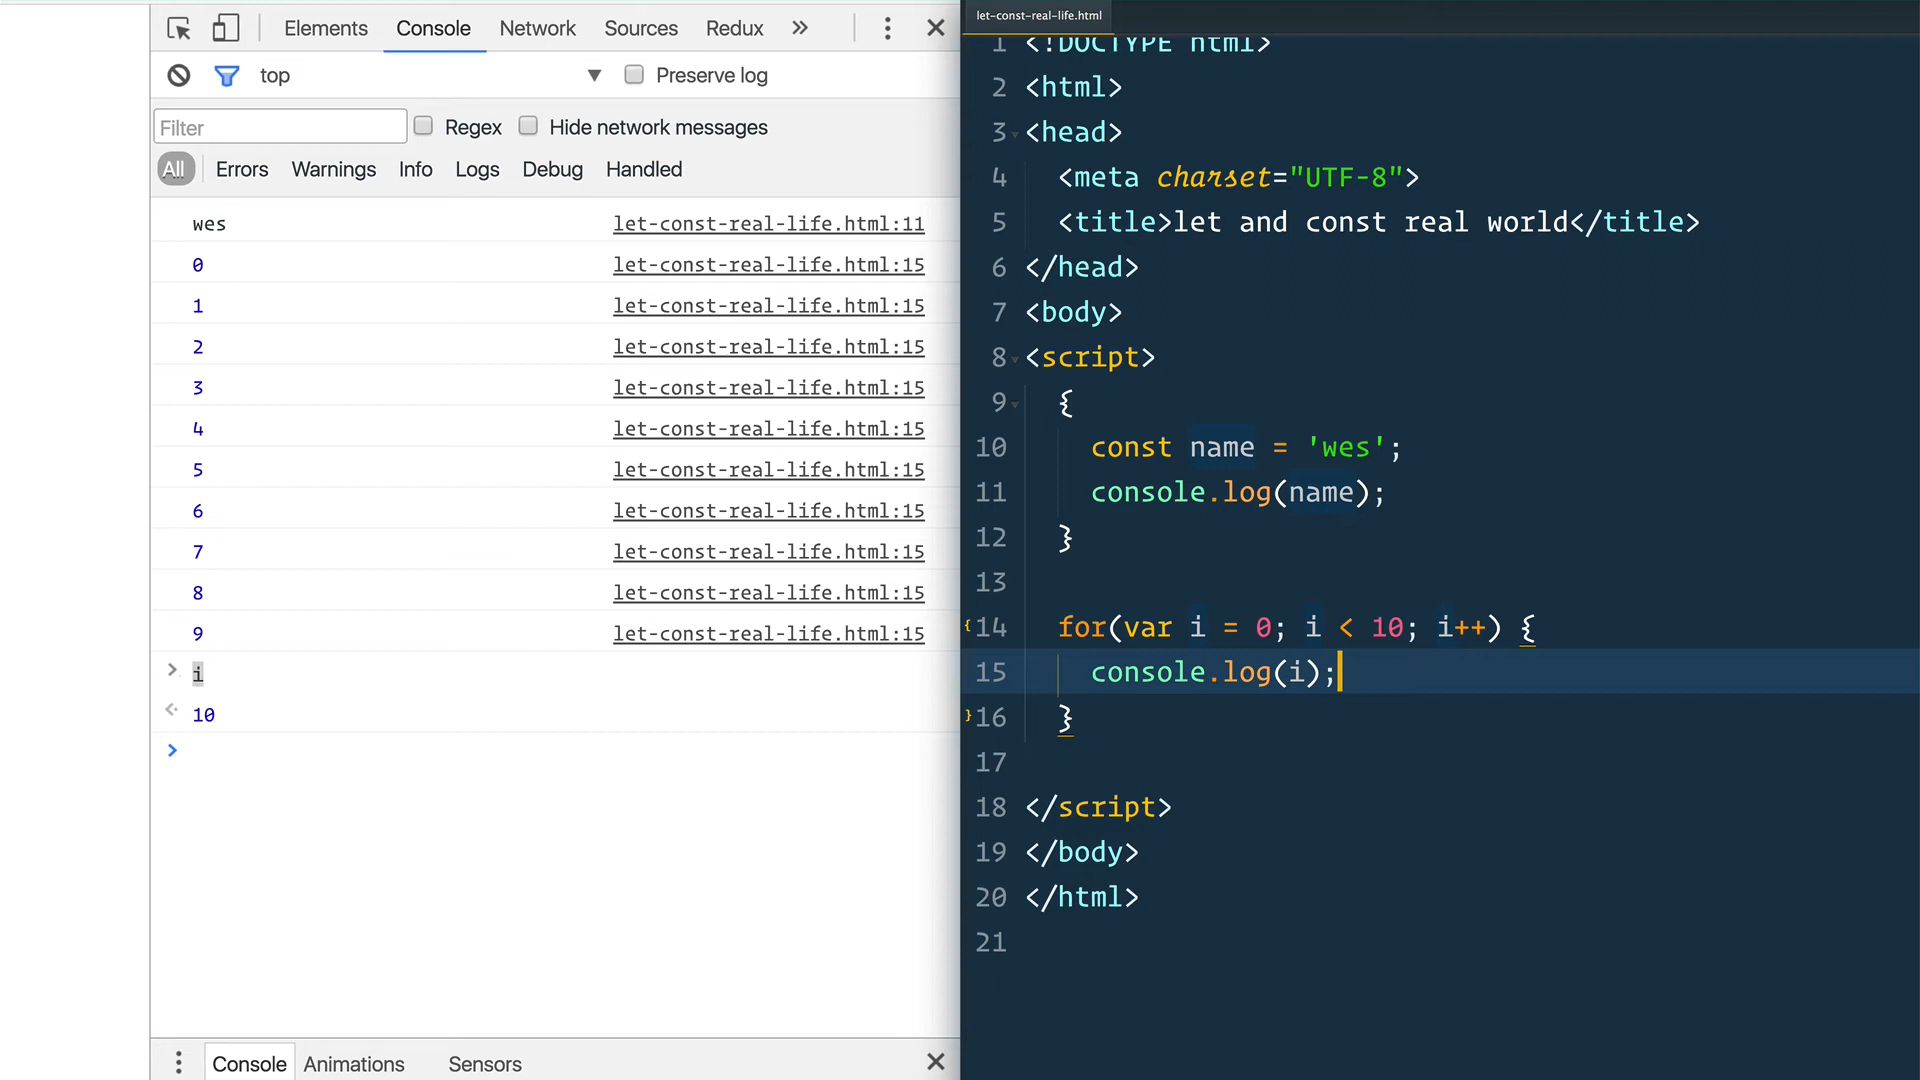 Elements Console Network Sources Redux »
top ▼ Preserve log
Filter Regex Hide network messages
All Errors Warnings Info Logs Debug Handled
wes let-const-real-life.html:11
0 let-const-real-life.html:15
1 let-const-real-life.html:15
2 let-const-real-life.html:15
3 let-const-real-life.html:15
4 let-const-real-life.html:15
5 let-const-real-life.html:15
6 let-const-real-life.html:15
7 let-const-real-life.html:15
8 let-const-real-life.html:15
9 let-const-real-life.html:15
> i
10
>
Console Animations Sensors
let-const-real-life.html
1 <!DOCTYPE html>
2 <html>
3 <head>
4 <meta charset="UTF-8">
5 <title>let and const real world</title>
6 </head>
7 <body>
8 <script>
9 {
10 const name = 'wes';
11 console.log(name);
12 }
13
14 for(var i = 0; i < 10; i++) {
15 console.log(i);
16 }
17
18 </script>
19 </body>
20 </html>
21